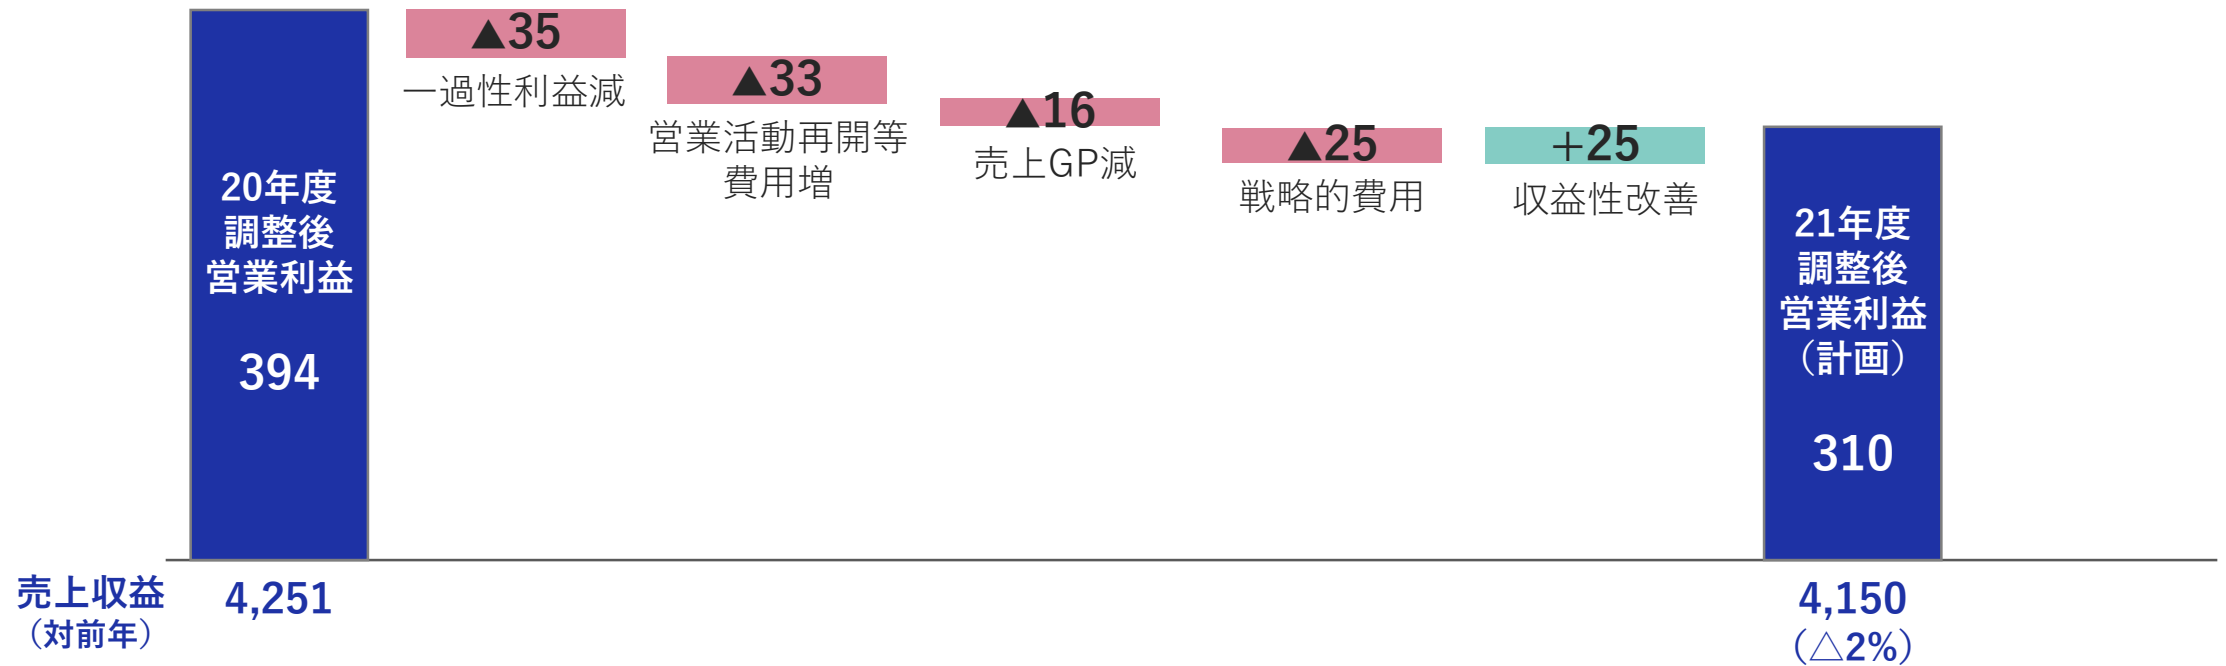 20年度
調整後
営業利益
394
▲35
一過性利益減
▲33
営業活動再開等
費用増
▲16
売上GP減
▲25
戦略的費用
+25
収益性改善
21年度
調整後
営業利益
（計画）
310
売上収益
（対前年）
4,251
4,150
（△2%）